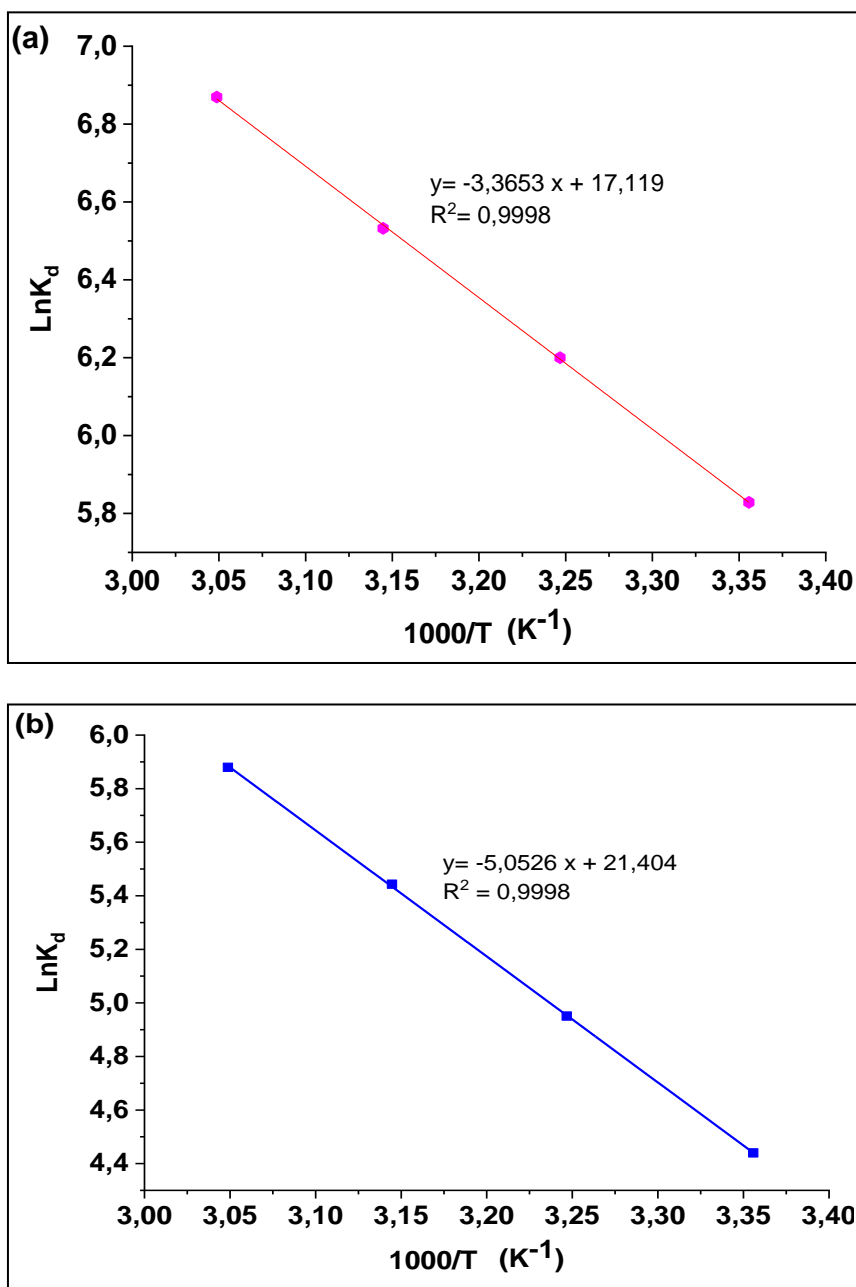 (a)
7,0
6,8
6,6
6,4
6,2
6,0
5,8
LnK_d
y= -3,3653 x + 17,119
R²= 0,9998
3,00 3,05 3,10 3,15 3,20 3,25 3,30 3,35 3,40
1000/T (K⁻¹)
(b)
6,0
5,8
5,6
5,4
5,2
5,0
4,8
4,6
4,4
LnK_d
y= -5,0526 x + 21,404
R² = 0,9998
3,00 3,05 3,10 3,15 3,20 3,25 3,30 3,35 3,40
1000/T (K⁻¹)